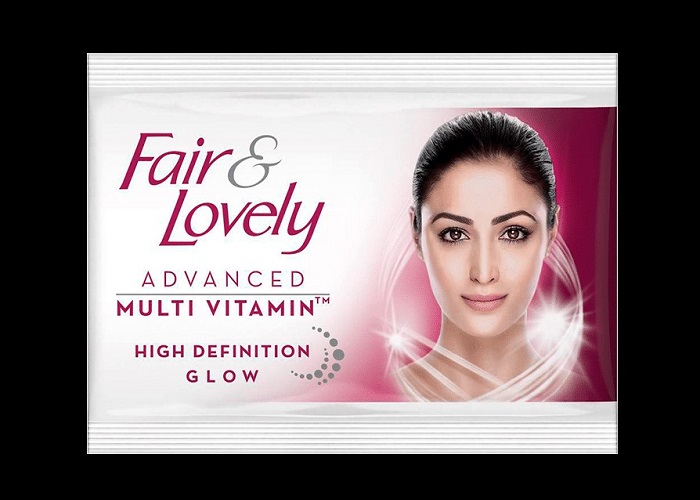 Fair &
Lovely
ADVANCED
MULTI VITAMIN™
HIGH DEFINITION
GLOW